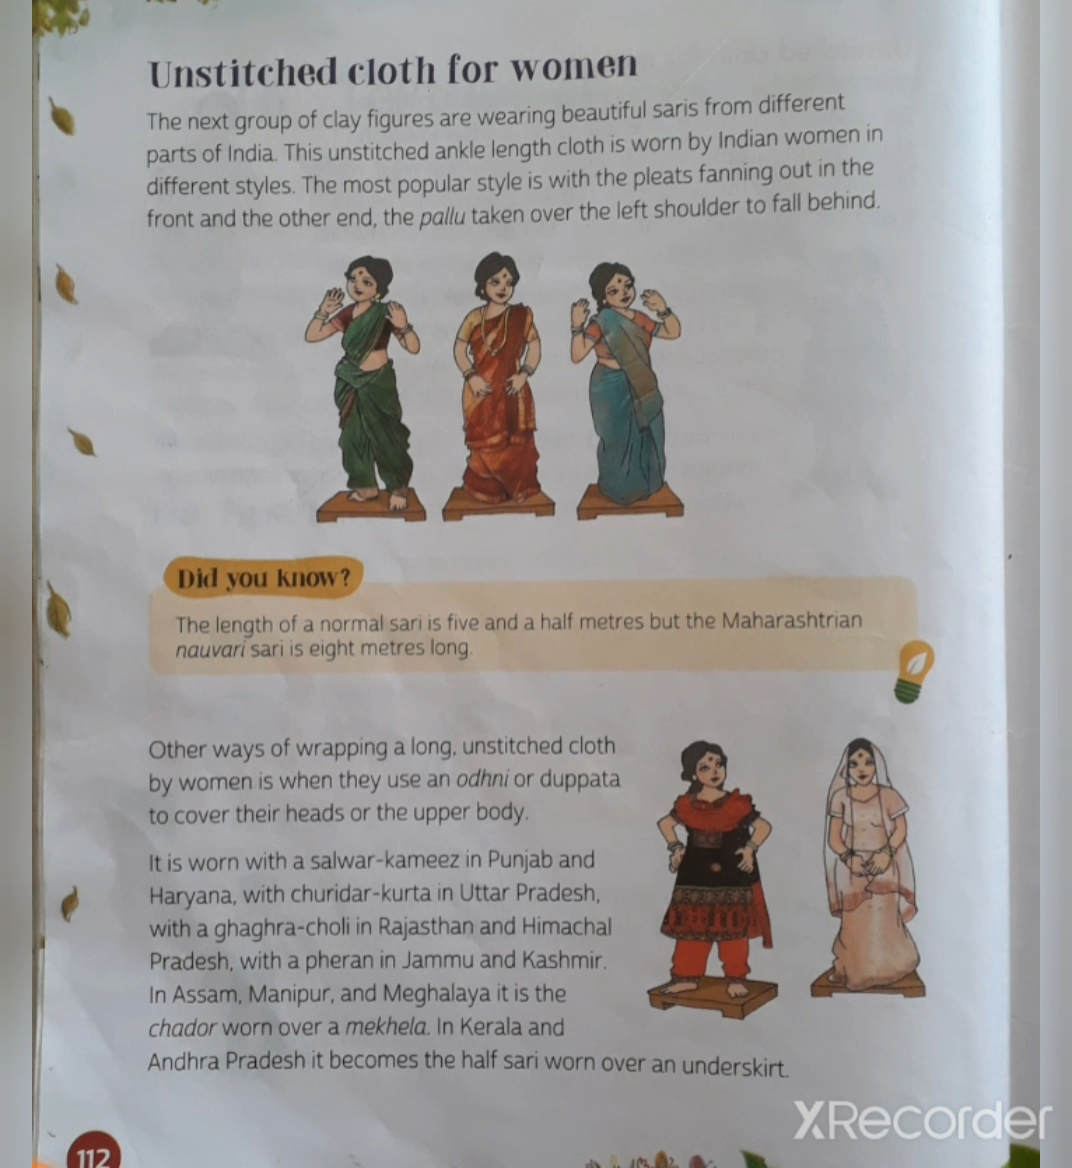 Unstitched cloth for women
The next group of clay figures are wearing beautiful saris from different
parts of India. This unstitched ankle length cloth is worn by Indian women in
different styles. The most popular style is with the pleats fanning out in the
front and the other end, the pallu taken over the left shoulder to fall behind.
Did you know?
The length of a normal sari is five and a half metres but the Maharashtrian
nauvari sari is eight metres long.
Other ways of wrapping a long, unstitched cloth
by women is when they use an odhni or duppata
to cover their heads or the upper body.
It is worn with a salwar-kameez in Punjab and
Haryana, with churidar-kurta in Uttar Pradesh,
with a ghaghra-choli in Rajasthan and Himachal
Pradesh, with a pheran in Jammu and Kashmir.
In Assam, Manipur, and Meghalaya it is the
chador worn over a mekhela. In Kerala and
Andhra Pradesh it becomes the half sari worn over an underskirt.
XRecorder
112